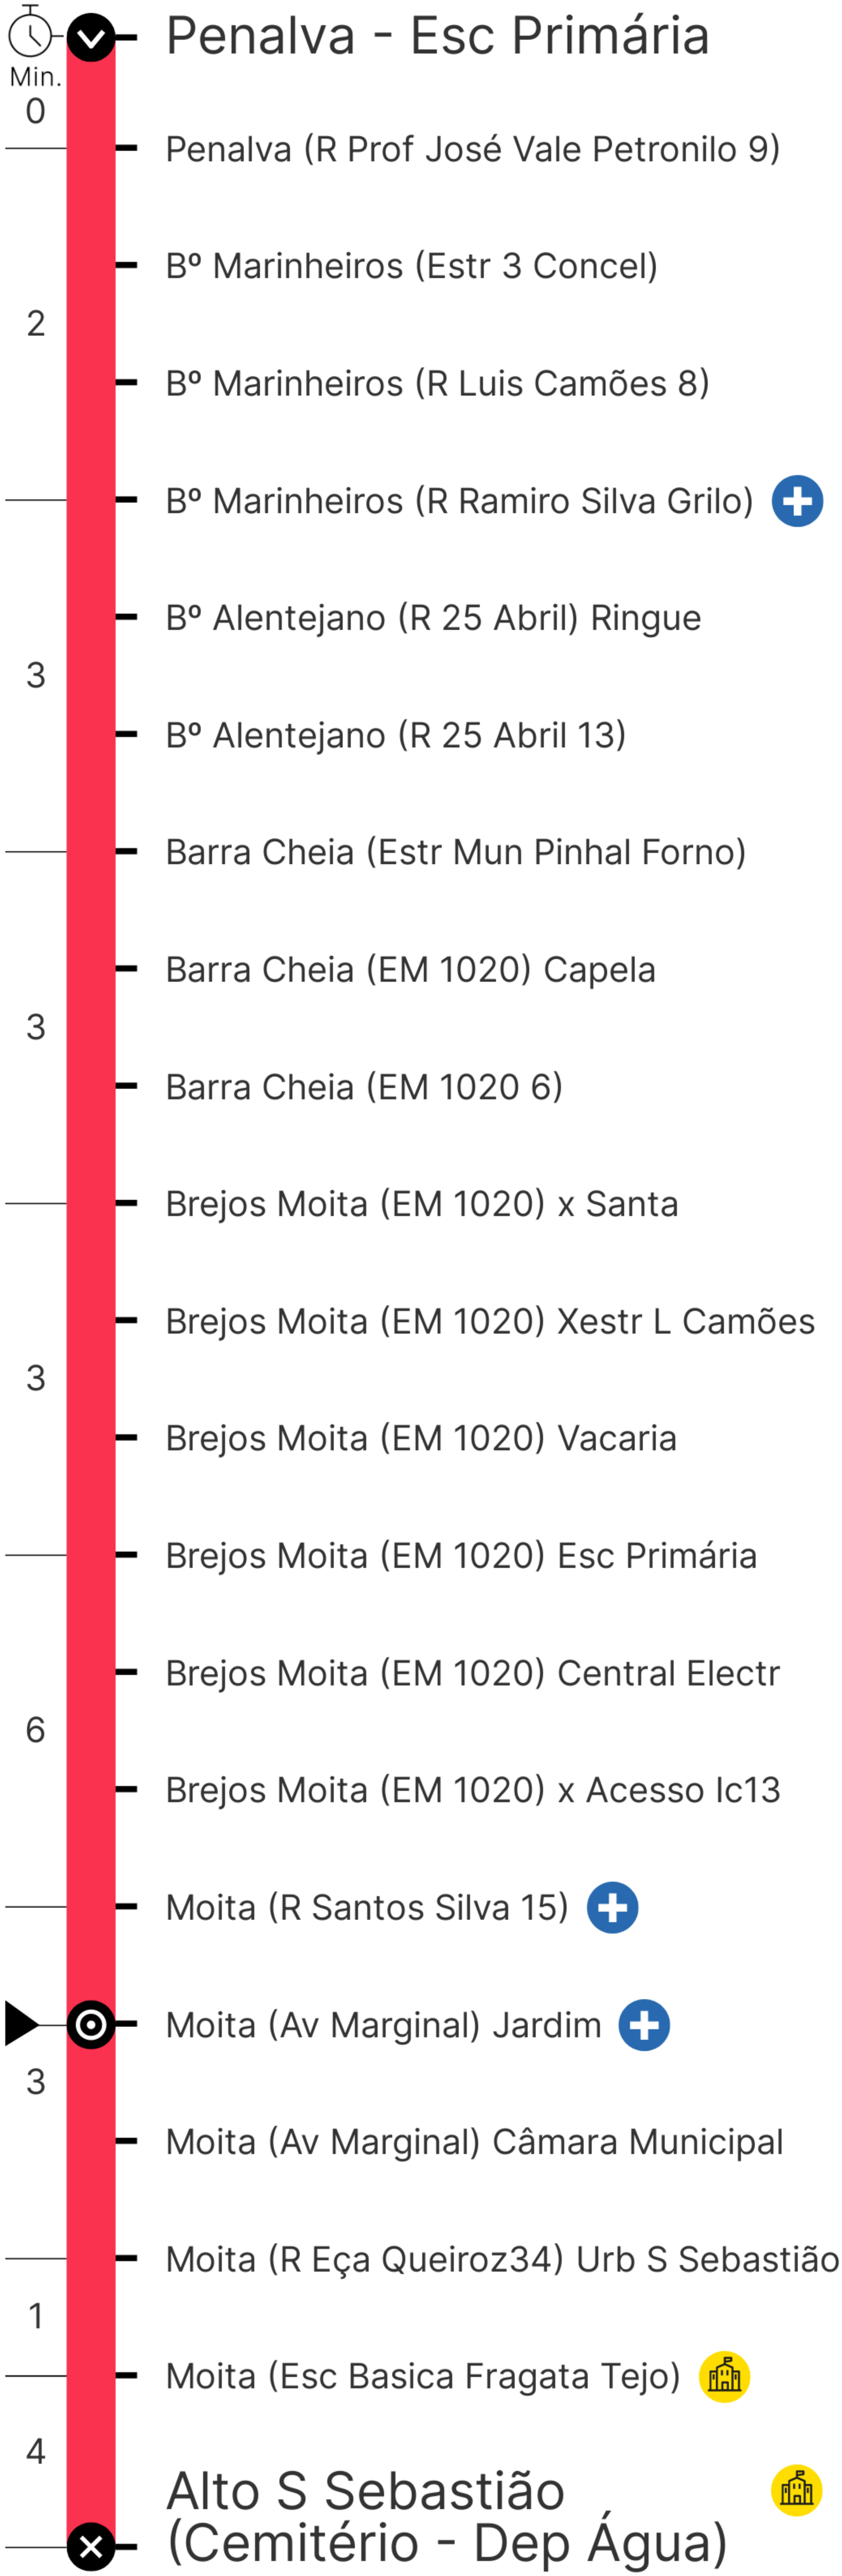 Penalva - Esc Primária
Min.
0
Penalva (R Prof José Vale Petronilo 9)
Bº Marinheiros (Estr 3 Concel)
2
Bº Marinheiros (R Luis Camões 8)
Bº Marinheiros (R Ramiro Silva Grilo)
Bº Alentejano (R 25 Abril) Ringue
3
Bº Alentejano (R 25 Abril 13)
Barra Cheia (Estr Mun Pinhal Forno)
Barra Cheia (EM 1020) Capela
3
Barra Cheia (EM 1020 6)
Brejos Moita (EM 1020) x Santa
Brejos Moita (EM 1020) Xestr L Camões
3
Brejos Moita (EM 1020) Vacaria
Brejos Moita (EM 1020) Esc Primária
Brejos Moita (EM 1020) Central Electr
6
Brejos Moita (EM 1020) x Acesso Ic13
Moita (R Santos Silva 15)
Moita (Av Marginal) Jardim
3
Moita (Av Marginal) Câmara Municipal
Moita (R Eça Queiroz34) Urb S Sebastião
1
Moita (Esc Basica Fragata Tejo)
4
Alto S Sebastião
(Cemitério - Dep Água)